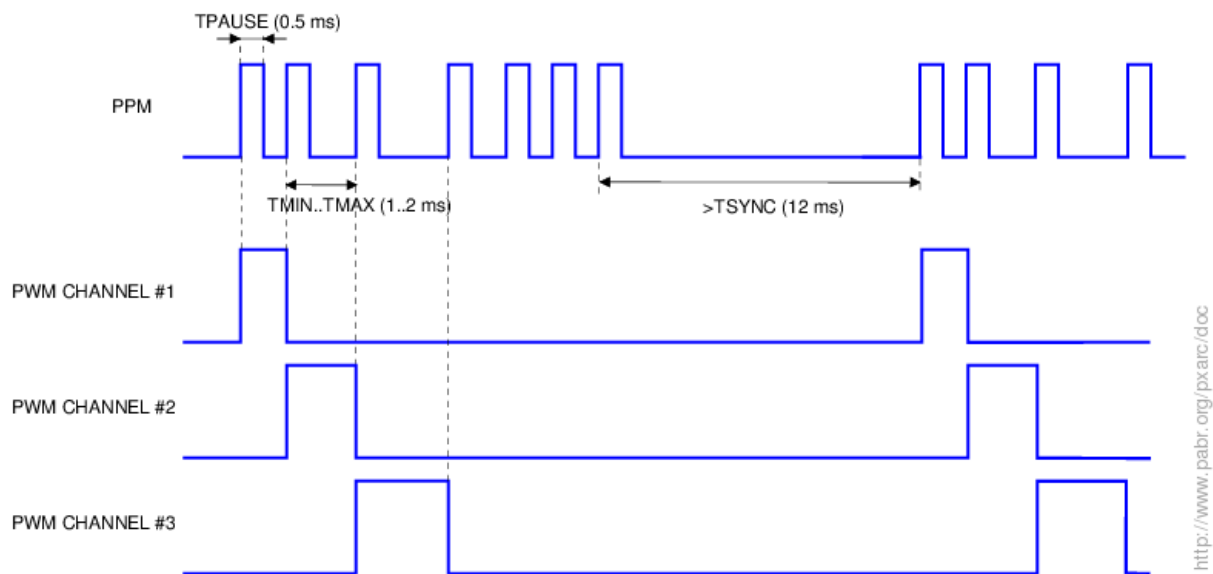 TPAUSE (0.5 ms)
PPM
TMIN..TMAX (1..2 ms)
>TSYNC (12 ms)
PWM CHANNEL #1
PWM CHANNEL #2
PWM CHANNEL #3
http://www.pabr.org/pxarc/doc